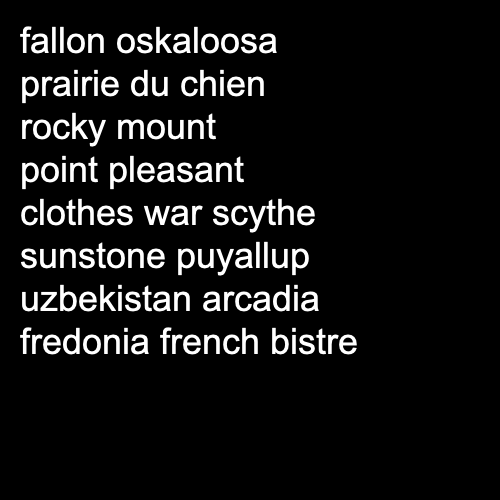 fallon oskaloosa
prairie du chien
rocky mount
point pleasant
clothes war scythe
sunstone puyallup
uzbekistan arcadia
fredonia french bistre